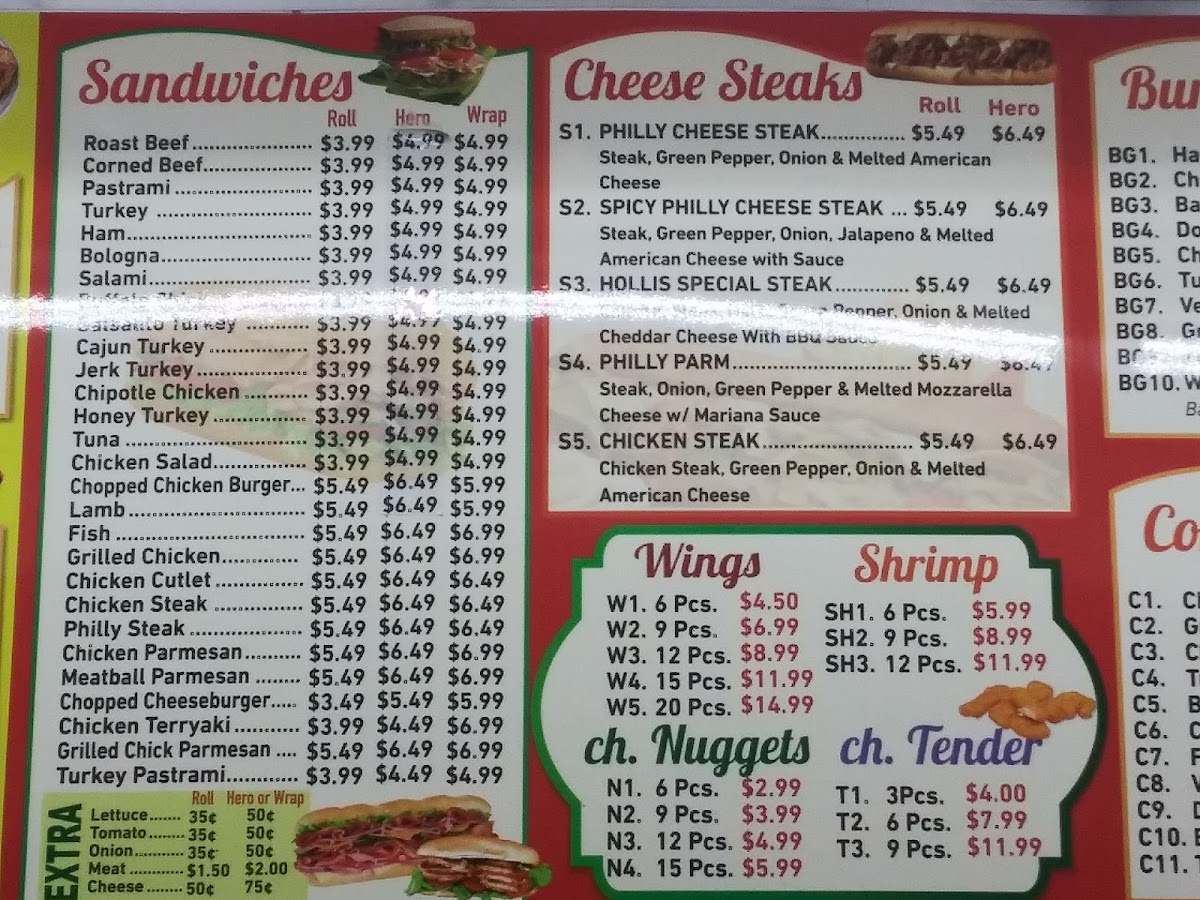 Sandwiches
Roll Hero Wrap
Roast Beef........................ $3.99 $4.99 $4.99
Corned Beef...................... $3.99 $4.99 $4.99
Pastrami ............................ $3.99 $4.99 $4.99
Turkey ............................... $3.99 $4.99 $4.99
Ham..................................... $3.99 $4.99 $4.99
Bologna.............................. $3.99 $4.99 $4.99
Salami................................ $3.99 $4.99 $4.99
Turkey .................. $3.99 $4.99 $4.99
Cajun Turkey ..................... $3.99 $4.99 $4.99
Jerk Turkey........................ $3.99 $4.99 $4.99
Chipotle Chicken ............. $3.99 $4.99 $4.99
Honey Turkey .................... $3.99 $4.99 $4.99
Tuna ..................................... $3.99 $4.99 $4.99
Chicken Salad................... $3.99 $4.99 $4.99
Chopped Chicken Burger... $5.49 $6.49 $5.99
Lamb ................................... $5.49 $6.49 $5.99
Fish ...................................... $5.49 $6.49 $6.99
Grilled Chicken................ $5.49 $6.49 $6.99
Chicken Cutlet .................. $5.49 $6.49 $6.49
Chicken Steak .................. $5.49 $6.49 $6.49
Philly Steak ....................... $5.49 $6.49 $6.49
Chicken Parmesan........... $5.49 $6.49 $6.99
Meatball Parmesan ........ $5.49 $6.49 $6.99
Chopped Cheeseburger..... $3.49 $5.49 $5.99
Chicken Terryaki ............. $3.99 $4.49 $6.99
Grilled Chick Parmesan .... $5.49 $6.49 $6.99
Turkey Pastrami.............. $3.99 $4.49 $4.99
EXTRA
Roll Hero or Wrap
Lettuce....... 35¢ 50¢
Tomato ........ 35¢ 50¢
Onion........... 35¢ 50¢
Meat ............ $1.50 $2.00
Cheese ........ 50¢ 75¢
Cheese Steaks
Roll Hero
S1. PHILLY CHEESE STEAK............... $5.49 $6.49
Steak, Green Pepper, Onion & Melted American
Cheese
S2. SPICY PHILLY CHEESE STEAK ... $5.49 $6.49
Steak, Green Pepper, Onion, Jalapeno & Melted
American Cheese with Sauce
S3. HOLLIS SPECIAL STEAK............. $5.49 $6.49
Pepper, Onion & Melted
Cheddar Cheese With BBQ Sauce
S4. PHILLY PARM............................... $5.49 $6.49
Steak, Onion, Green Pepper & Melted Mozzarella
Cheese w/ Mariana Sauce
S5. CHICKEN STEAK.......................... $5.49 $6.49
Chicken Steak, Green Pepper, Onion & Melted
American Cheese
Wings
W1. 6 Pcs. $4.50
W2. 9 Pcs. $6.99
W3. 12 Pcs. $8.99
W4. 15 Pcs. $11.99
W5. 20 Pcs. $14.99
Shrimp
SH1. 6 Pcs. $5.99
SH2. 9 Pcs. $8.99
SH3. 12 Pcs. $11.99
ch. Nuggets
N1. 6 Pcs. $2.99
N2. 9 Pcs. $3.99
N3. 12 Pcs. $4.99
N4. 15 Pcs. $5.99
ch. Tender
T1. 3Pcs. $4.00
T2. 6 Pcs. $7.99
T3. 9 Pcs. $11.99
Bur
BG1. Ha
BG2. Ch
BG3. Ba
BG4. Do
BG5. Ch
BG6. Tu
BG7. Ve
BG8. G
BG10. W
Co
C1. C
C2. G
C3. C
C4. T
C5. B
C6. C
C7. F
C8. V
C9.
C10.
C11.